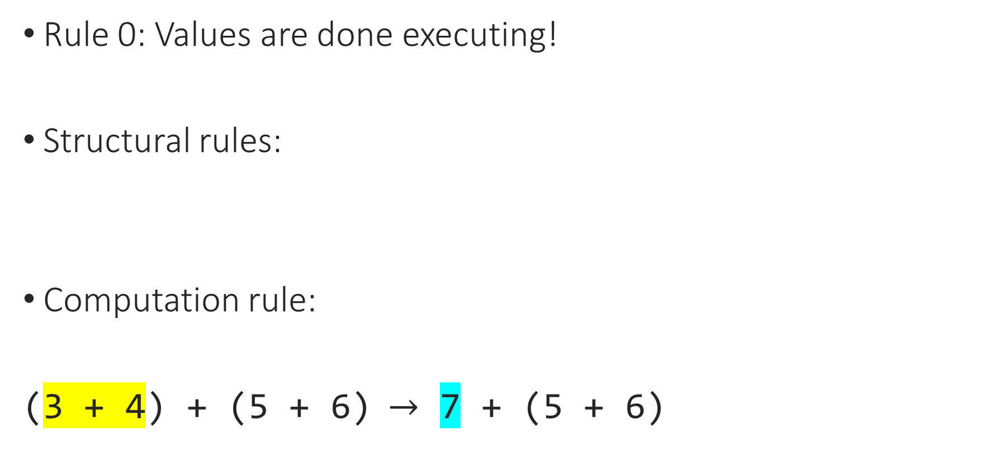 • Rule 0: Values are done executing!
• Structural rules:
• Computation rule:
(3 + 4) + (5 + 6) → 7 + (5 + 6)